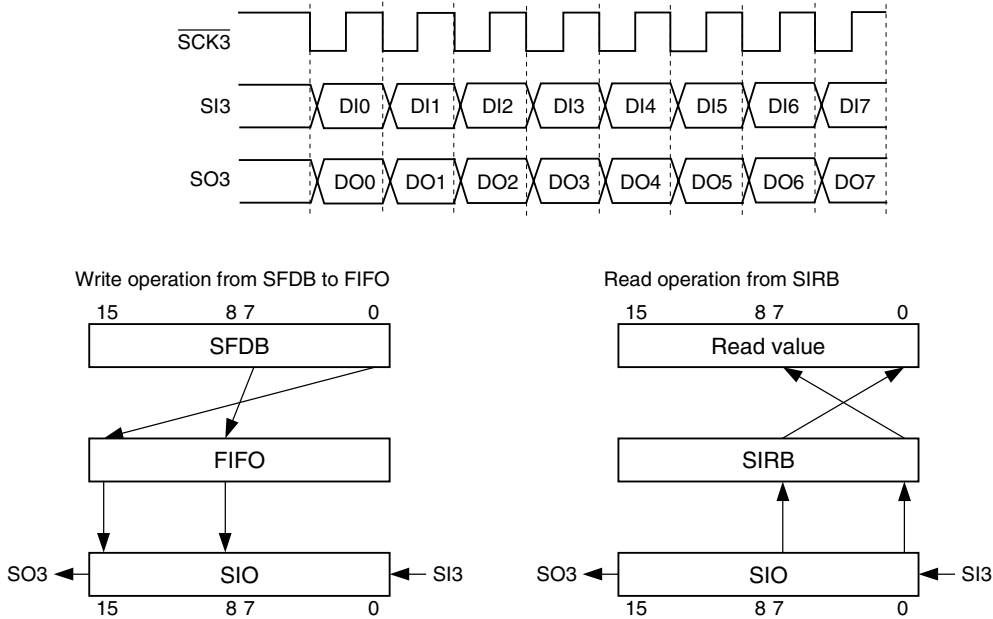 SCK3
SI3 DI0 DI1 DI2 DI3 DI4 DI5 DI6 DI7
SO3 DO0 DO1 DO2 DO3 DO4 DO5 DO6 DO7
Write operation from SFDB to FIFO
15 8 7 0
SFDB
FIFO
SO3 SIO SI3
15 8 7 0
Read operation from SIRB
15 8 7 0
Read value
SIRB
SO3 SIO SI3
15 8 7 0